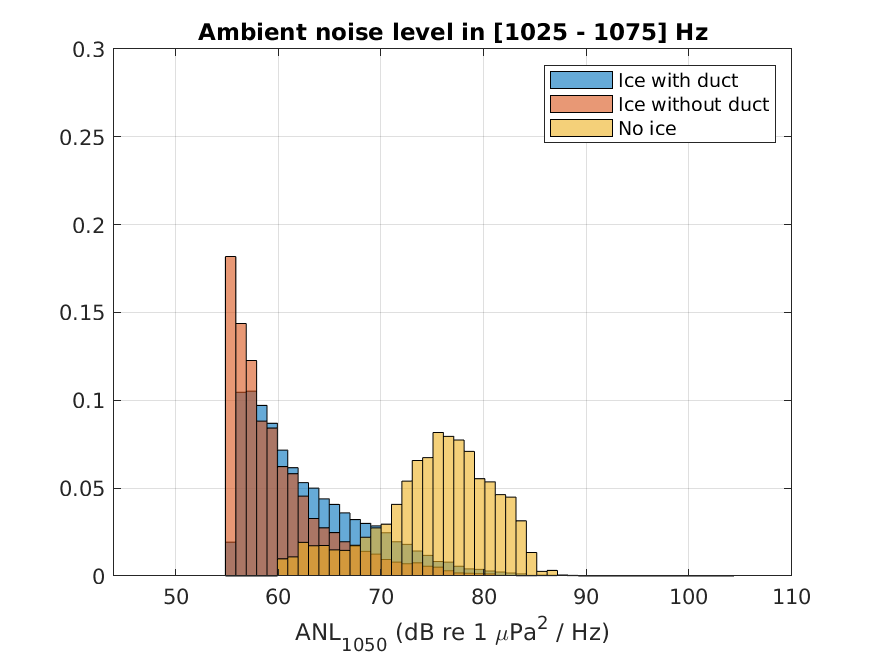 Ambient noise level in [1025 - 1075] Hz
0.3
0.25
0.2
0.15
0.1
0.05
0
Ice with duct
Ice without duct
No ice
50 60 70 80 90 100 110
ANL1050 (dB re 1 μPa2 / Hz)